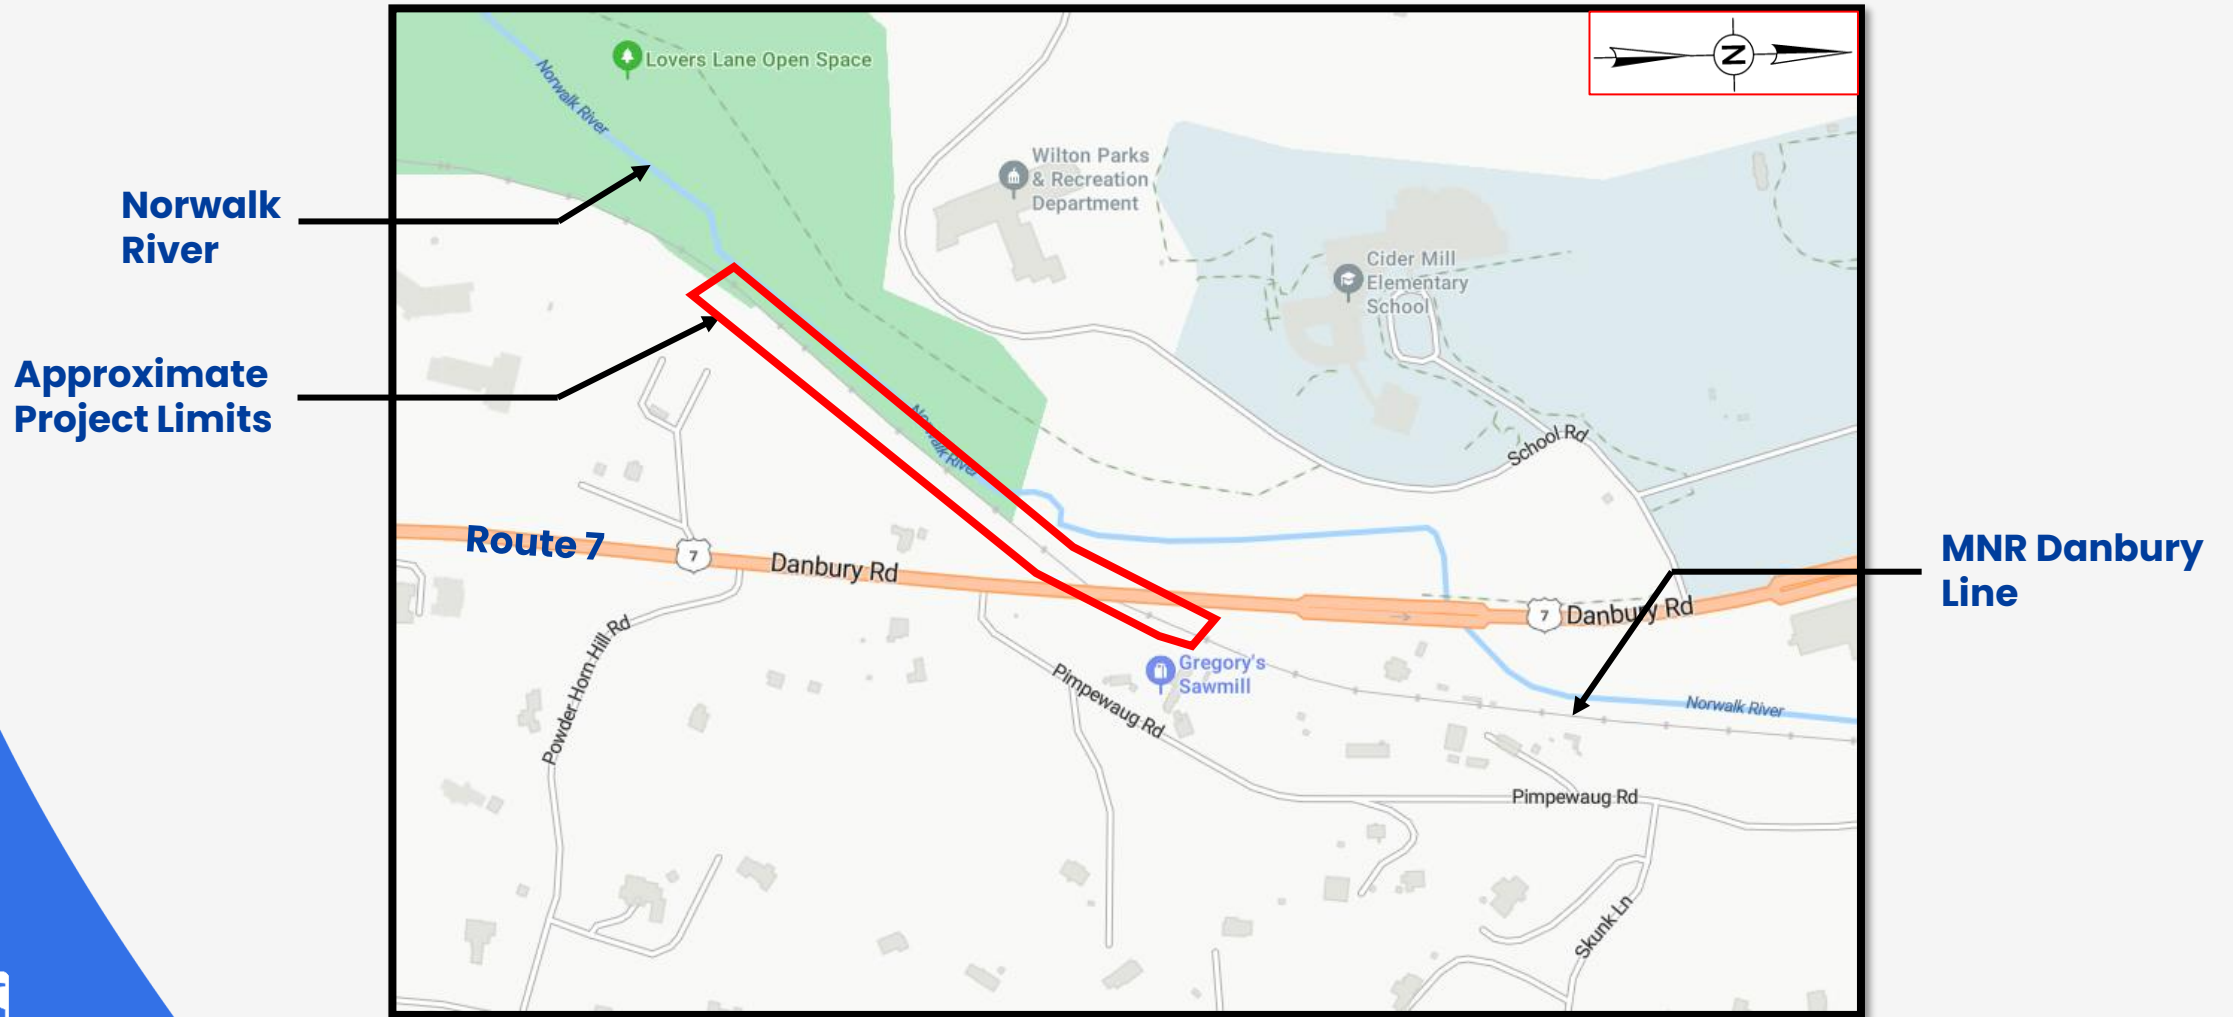 Lovers Lane Open Space
Norwalk River
N
Wilton Parks
& Recreation
Department
Norwalk
River
Cider Mill
Elementary
School
Approximate
Project Limits
Norwalk River
School Rd
Route 7
7
Danbury Rd
7
Danbury Rd
MNR Danbury
Line
Powder Horn Hill Rd
Gregory's
Sawmill
Pimpewaug Rd
Norwalk River
Pimpewaug Rd
Skunk Ln